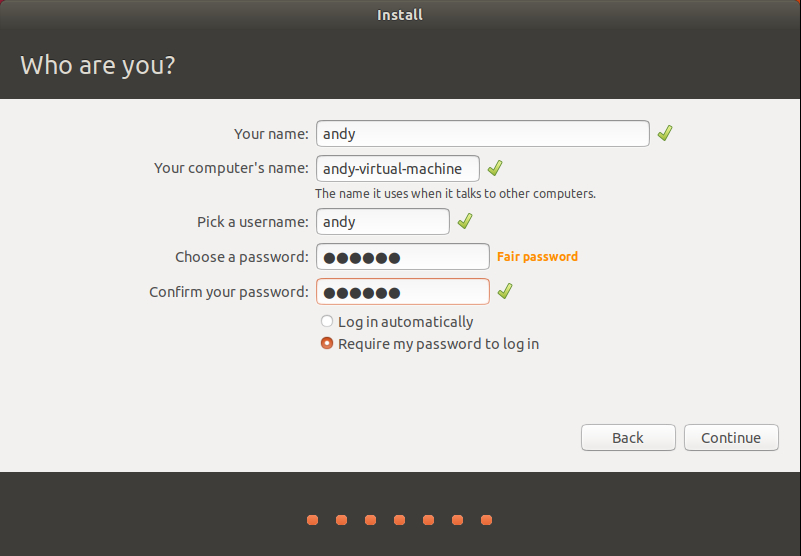 Install
Who are you?
Your name: andy
Your computer's name: andy-virtual-machine
The name it uses when it talks to other computers.
Pick a username: andy
Choose a password: ●●●●●● Fair password
Confirm your password: ●●●●●●
Log in automatically
Require my password to log in
Back Continue